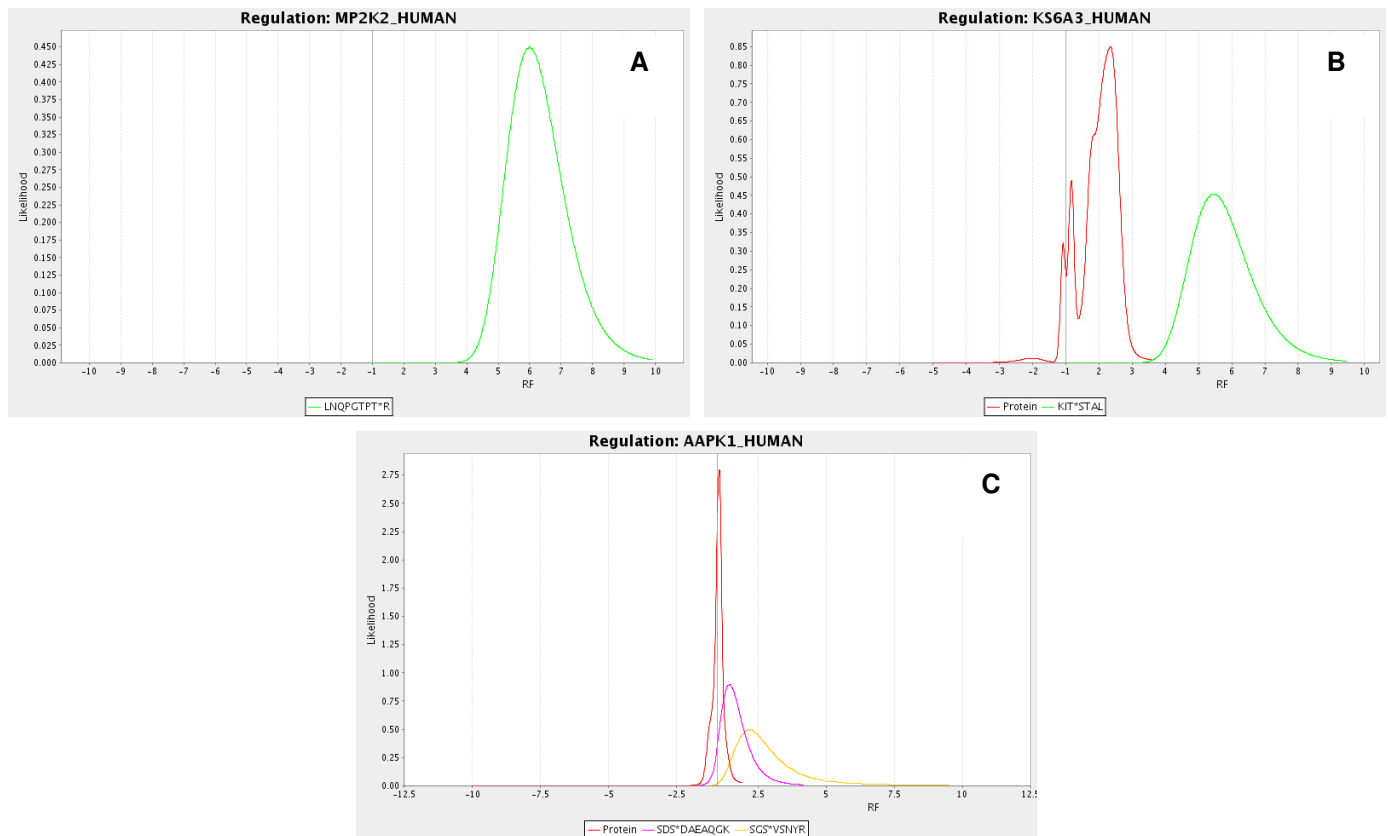 Regulation: MP2K2_HUMAN
A
0.450
0.425
0.400
0.375
0.350
0.325
0.300
0.275
0.250
0.225
0.200
0.175
0.150
0.125
0.100
0.075
0.050
0.025
0.000
Likelihood
-10 -9 -8 -7 -6 -5 -4 -3 -2 -1 2 3 4 5 6 7 8 9 10
RF
LNQPGTPT*R
Regulation: KS6A3_HUMAN
B
0.85
0.80
0.75
0.70
0.65
0.60
0.55
0.50
0.45
0.40
0.35
0.30
0.25
0.20
0.15
0.10
0.05
0.00
Likelihood
-10 -9 -8 -7 -6 -5 -4 -3 -2 -1 2 3 4 5 6 7 8 9 10
RF
Protein KIT*STAL
Regulation: AAPK1_HUMAN
C
2.75
2.50
2.25
2.00
1.75
1.50
1.25
1.00
0.75
0.50
0.25
0.00
Likelihood
-12.5 -10 -7.5 -5 -2.5 2.5 5 7.5 10 12.5
RF
Protein SDS*DAEAQGK SGS*VSNYR